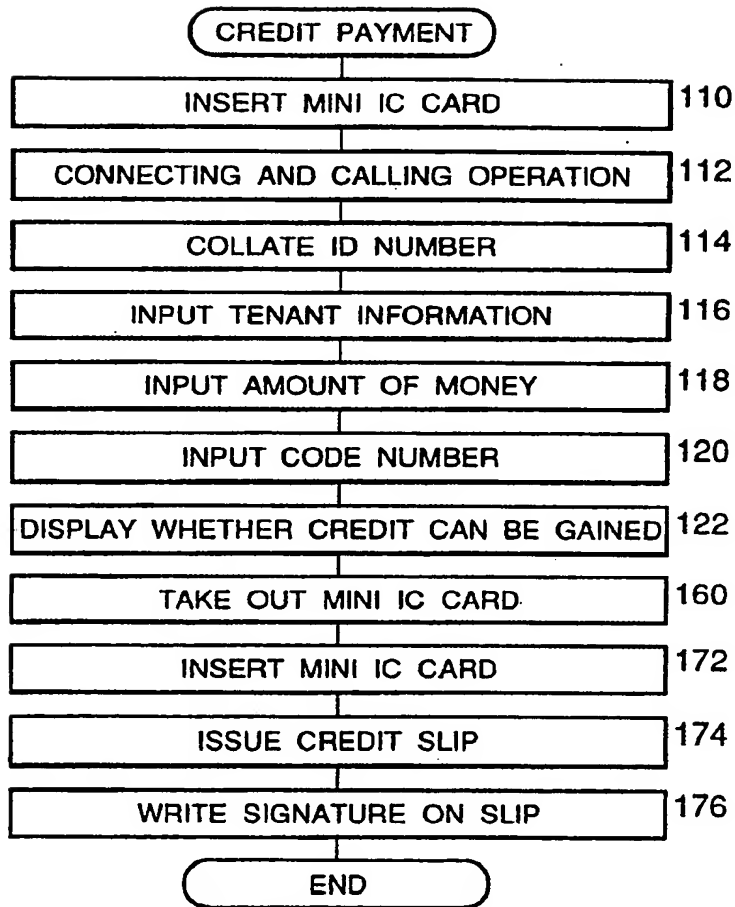 CREDIT PAYMENT
INSERT MINI IC CARD 110
CONNECTING AND CALLING OPERATION 112
COLLATE ID NUMBER 114
INPUT TENANT INFORMATION 116
INPUT AMOUNT OF MONEY 118
INPUT CODE NUMBER 120
DISPLAY WHETHER CREDIT CAN BE GAINED 122
TAKE OUT MINI IC CARD 160
INSERT MINI IC CARD 172
ISSUE CREDIT SLIP 174
WRITE SIGNATURE ON SLIP 176
END